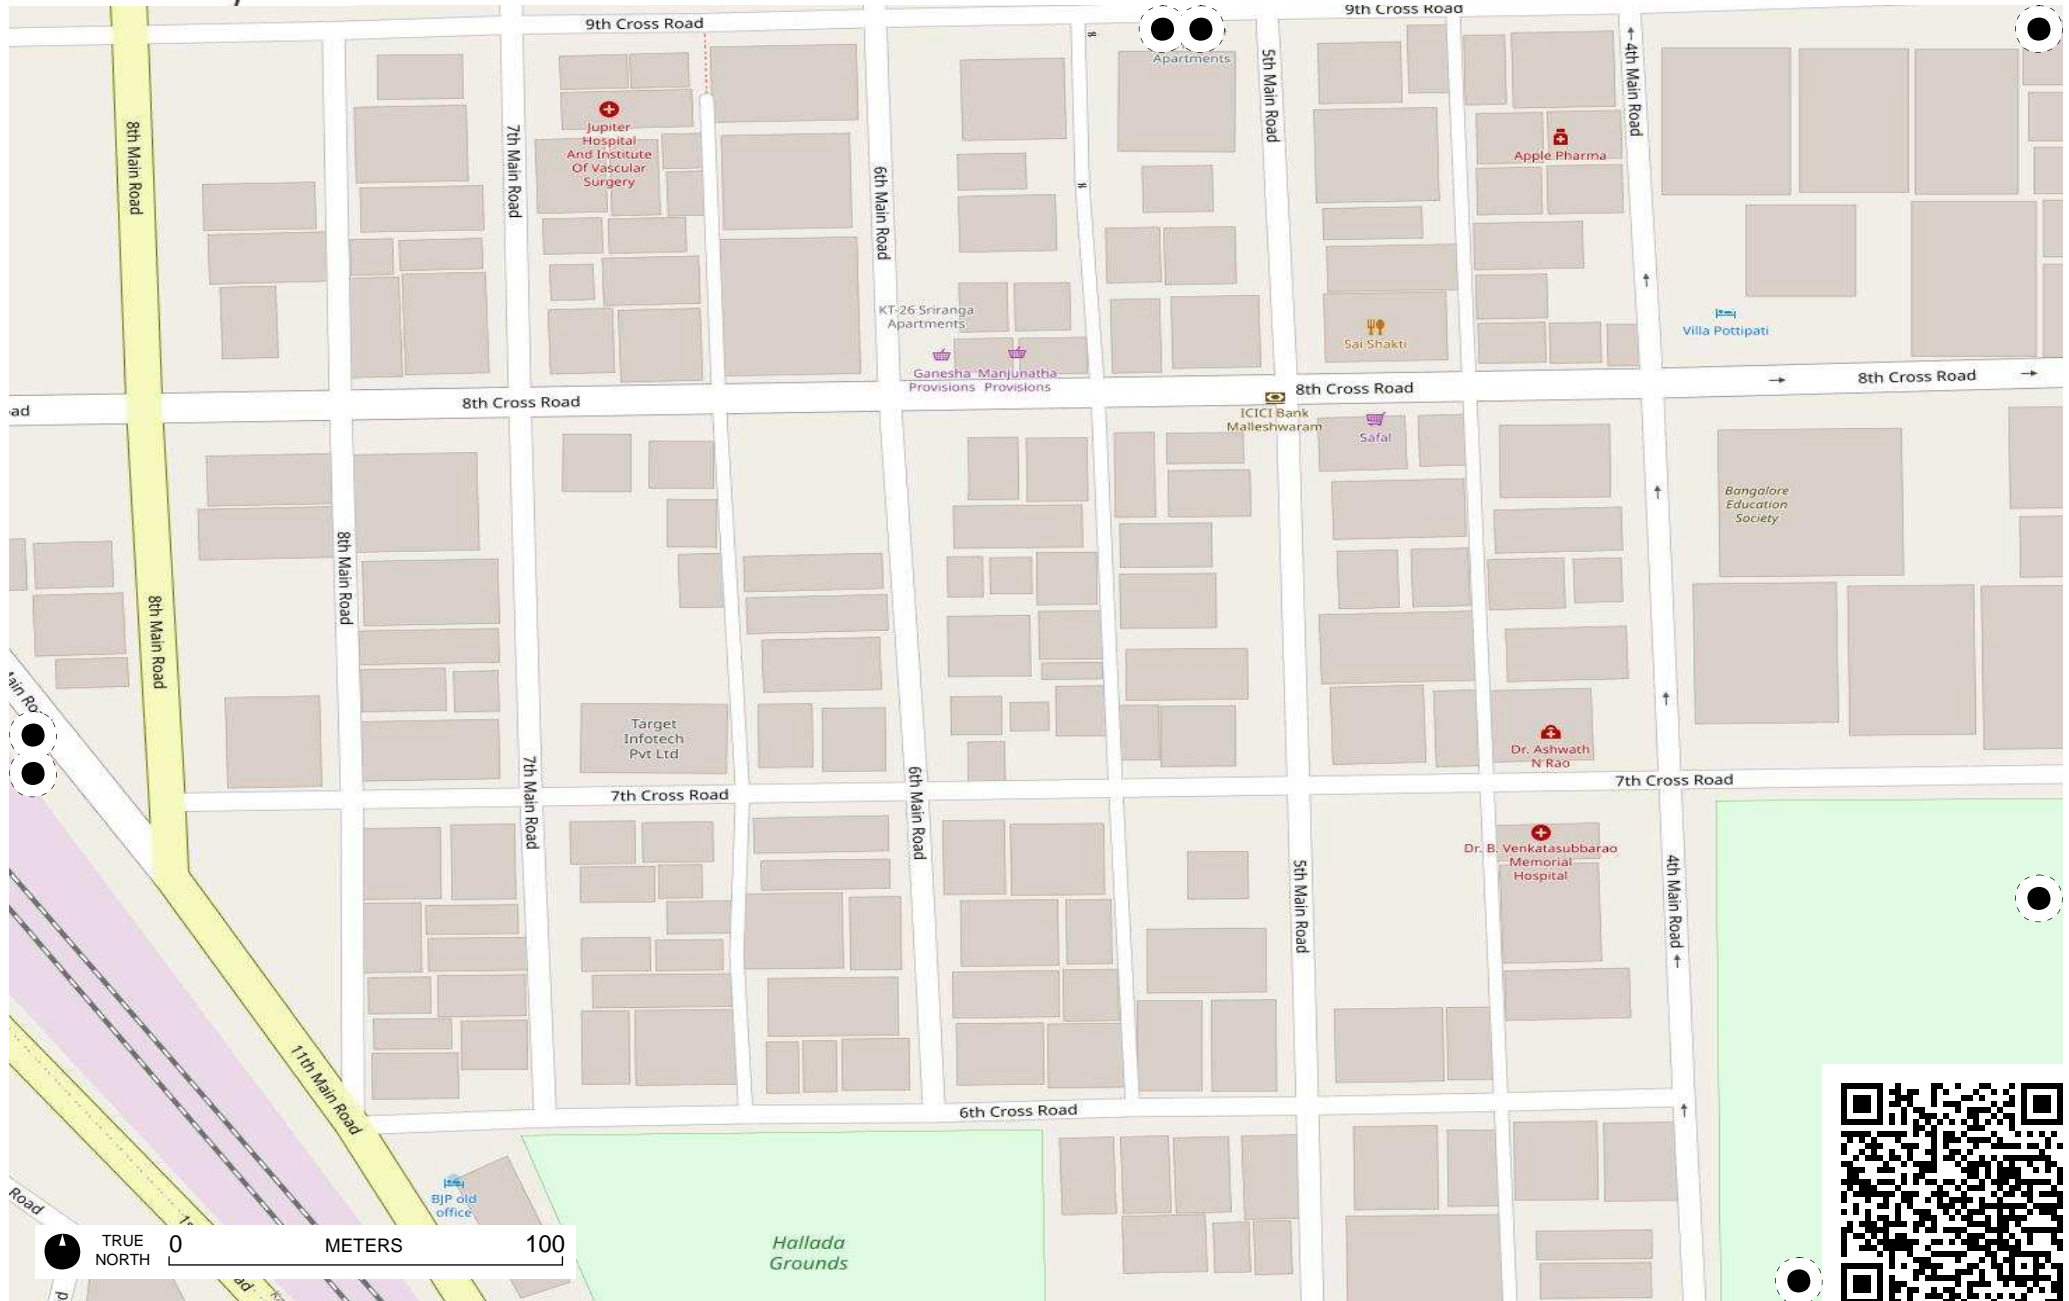 9th Cross Road
9th Cross Road
Apartments
8th Main Road
7th Main Road
Jupiter
Hospital
And Institute
Of Vascular
Surgery
6th Main Road
5th Main Road
4th Main Road
Apple Pharma
KT-26 Sriranga
Apartments
Ganesha
Provisions
Manjunatha
Provisions
Sai Shakti
Villa Pottipati
8th Cross Road
8th Cross Road
8th Cross Road
ICICI Bank
Malleshwaram
Safal
Bangalore
Education
Society
8th Main Road
8th Main Road
Target
Infotech
Pvt Ltd
Dr. Ashwath
N Rao
7th Main Road
7th Cross Road
6th Main Road
7th Cross Road
Dr. B. Venkatasubbarao
Memorial
Hospital
5th Main Road
4th Main Road
11th Main Road
6th Cross Road
BJP old
office
Road
Hallada
Grounds
TRUE
NORTH
0 METERS 100